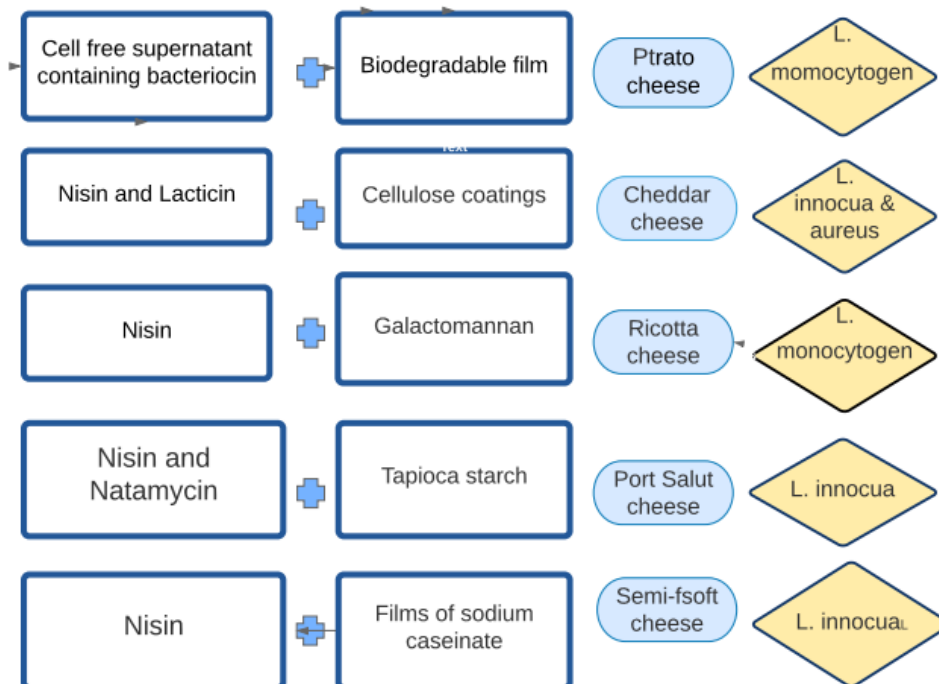 Cell free supernatant
containing bacteriocin
Biodegradable film
Ptrato
cheese
L.
momocytogen
Text
Nisin and Lacticin
Cellulose coatings
Cheddar
cheese
L.
innocua &
aureus
Nisin
Galactomannan
Ricotta
cheese
L.
monocytogen
Nisin and
Natamycin
Tapioca starch
Port Salut
cheese
L. innocua
Nisin
Films of sodium
caseinate
Semi-fsoft
cheese
L. innocuaL